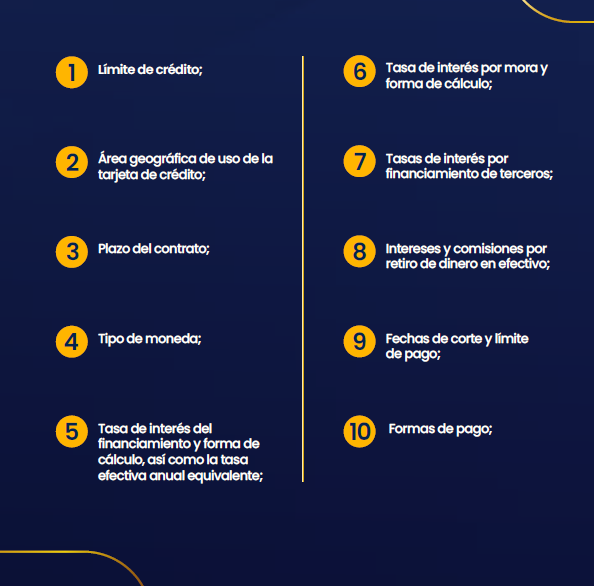 1 Límite de crédito;
2 Área geográfica de uso de la
tarjeta de crédito;
3 Plazo del contrato;
4 Tipo de moneda;
5 Tasa de interés del
financiamiento y forma de
cálculo, así como la tasa
efectiva anual equivalente;
6 Tasa de interés por mora y
forma de cálculo;
7 Tasas de interés por
financiamiento de terceros;
8 Intereses y comisiones por
retiro de dinero en efectivo;
9 Fechas de corte y límite
de pago;
10 Formas de pago;